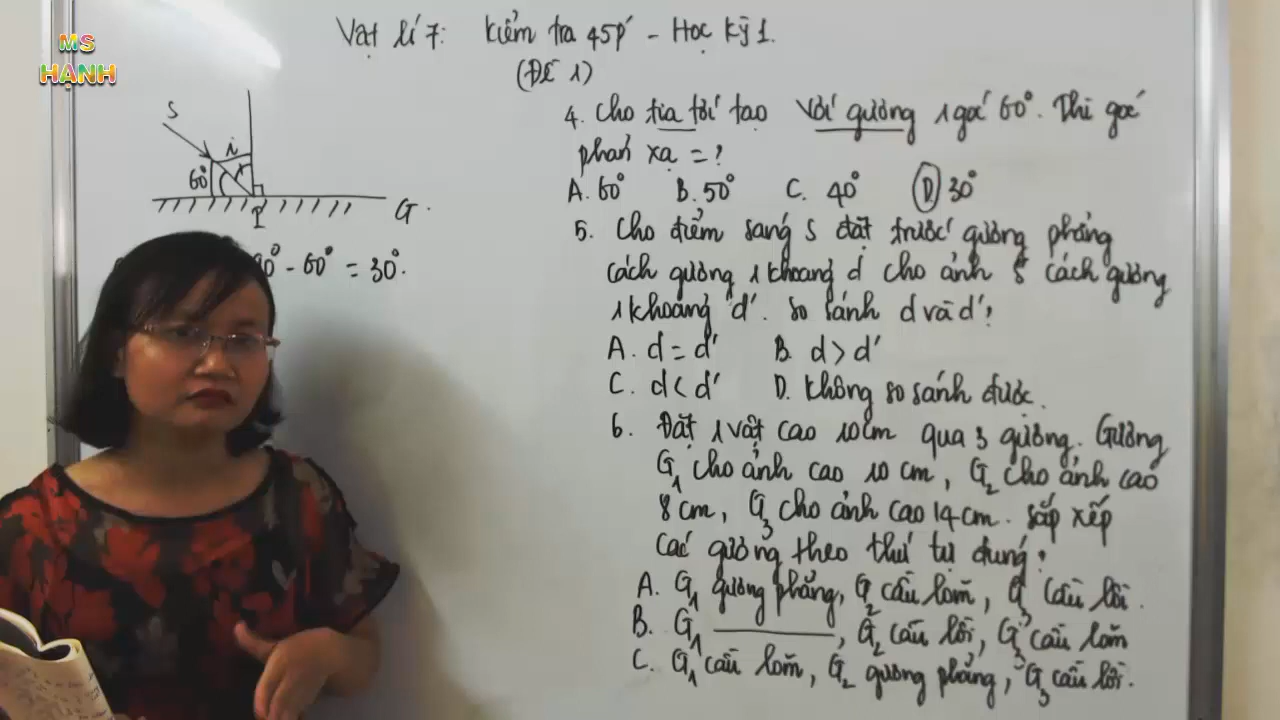 MS
HẠNH
Vật lí 7: Kiểm tra 45p' - Học kỳ 1.
(Đề 1)
S
i
60°
I
G.
90° - 60° = 30°.
4. Cho tia tới tạo với gương 1 góc 60°. Thì góc
phản xạ = ?
A. 60° B. 50° C. 40° D. 30°
5. Cho điểm sáng S đặt trước gương phẳng
cách gương 1 khoảng d cho ảnh S' cách gương
1 khoảng d'. So sánh d và d'?
A. d = d' B. d > d'
C. d < d' D. Không so sánh được.
6. Đặt 1 vật cao 10cm qua 3 gương. Gương
G1 cho ảnh cao 10 cm, G2 cho ảnh cao
8 cm, G3 cho ảnh cao 14 cm. Sắp xếp
các gương theo thứ tự đúng:
A. G1 gương phẳng, G2 cầu lõm, G3 cầu lồi.
B. G1 ______, G2 cầu lồi, G3 cầu lõm
C. G1 cầu lõm, G2 gương phẳng, G3 cầu lồi.